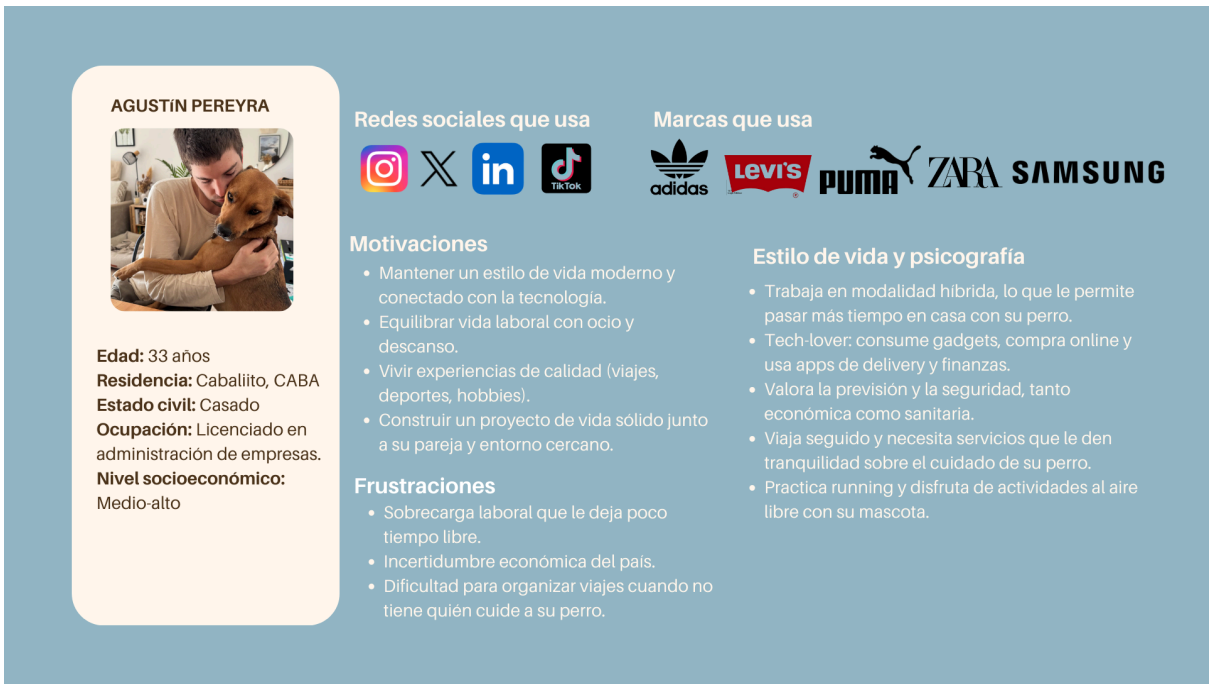 AGUSTíN PEREYRA
Edad: 33 años
Residencia: Cabaliito, CABA
Estado civil: Casado
Ocupación: Licenciado en
administración de empresas.
Nivel socioeconómico:
Medio-alto
Redes sociales que usa
in
TikTok
Marcas que usa
adidas
LEVI'S
®
PUMA
ZARA
SAMSUNG
Motivaciones
• Mantener un estilo de vida moderno y
conectado con la tecnología.
• Equilibrar vida laboral con ocio y
descanso.
• Vivir experiencias de calidad (viajes,
deportes, hobbies).
• Construir un proyecto de vida sólido junto
a su pareja y entorno cercano.
Frustraciones
• Sobrecarga laboral que le deja poco
tiempo libre.
• Incertidumbre económica del país.
• Dificultad para organizar viajes cuando no
tiene quién cuide a su perro.
Estilo de vida y psicografía
• Trabaja en modalidad híbrida, lo que le permite
pasar más tiempo en casa con su perro.
• Tech-lover: consume gadgets, compra online y
usa apps de delivery y finanzas.
• Valora la previsión y la seguridad, tanto
económica como sanitaria.
• Viaja seguido y necesita servicios que le den
tranquilidad sobre el cuidado de su perro.
• Practica running y disfruta de actividades al aire
libre con su mascota.